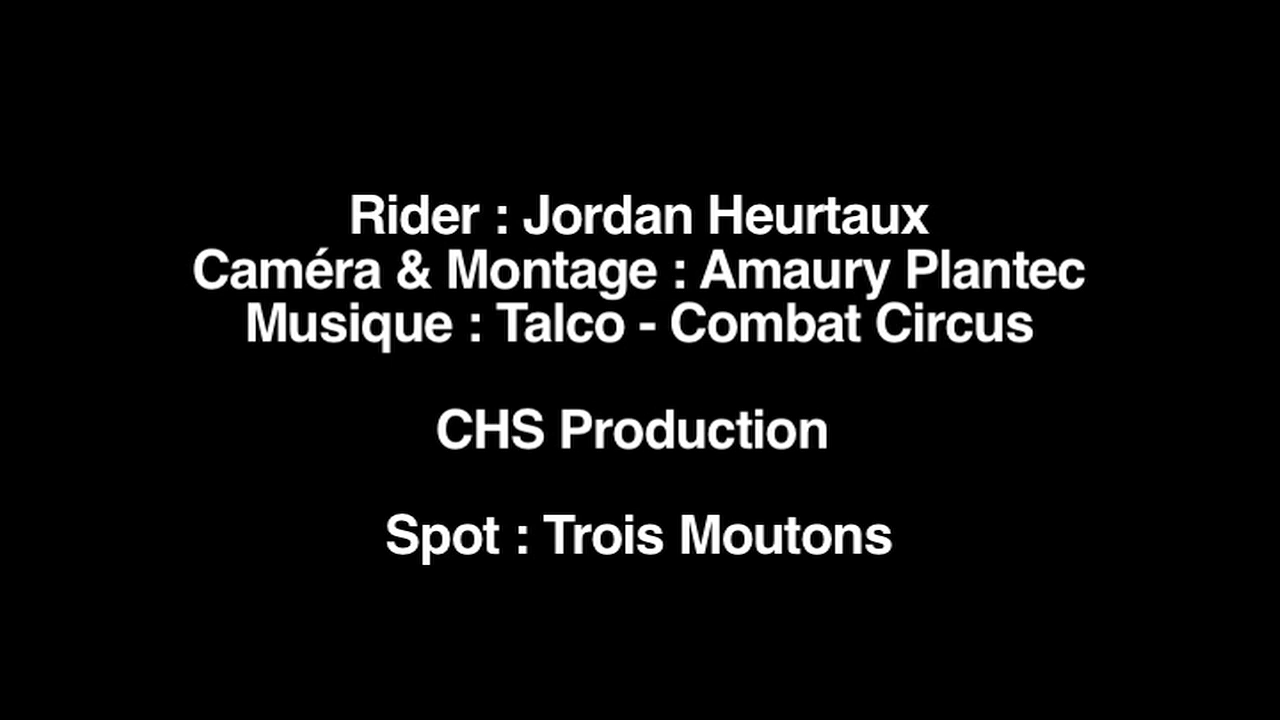 Rider : Jordan Heurtaux
Caméra & Montage : Amaury Plantec
Musique : Talco - Combat Circus
CHS Production
Spot : Trois Moutons